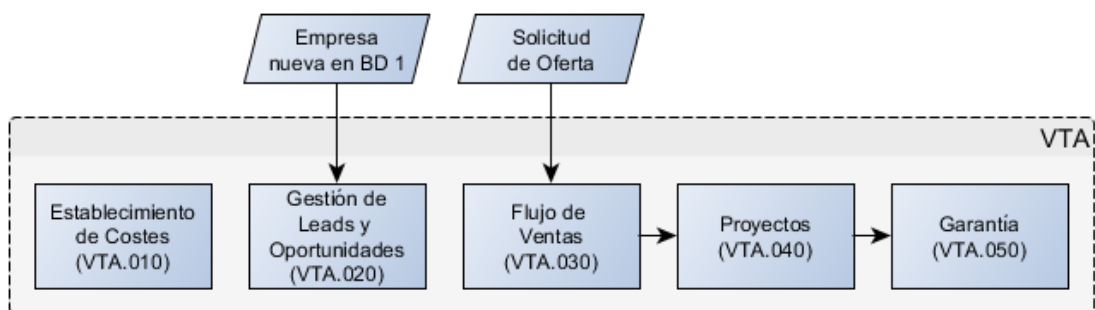 Empresa
nueva en BD 1
Solicitud
de Oferta
VTA
Establecimiento
de Costes
(VTA.010)
Gestión de
Leads y
Oportunidades
(VTA.020)
Flujo de
Ventas
(VTA.030)
Proyectos
(VTA.040)
Garantía
(VTA.050)